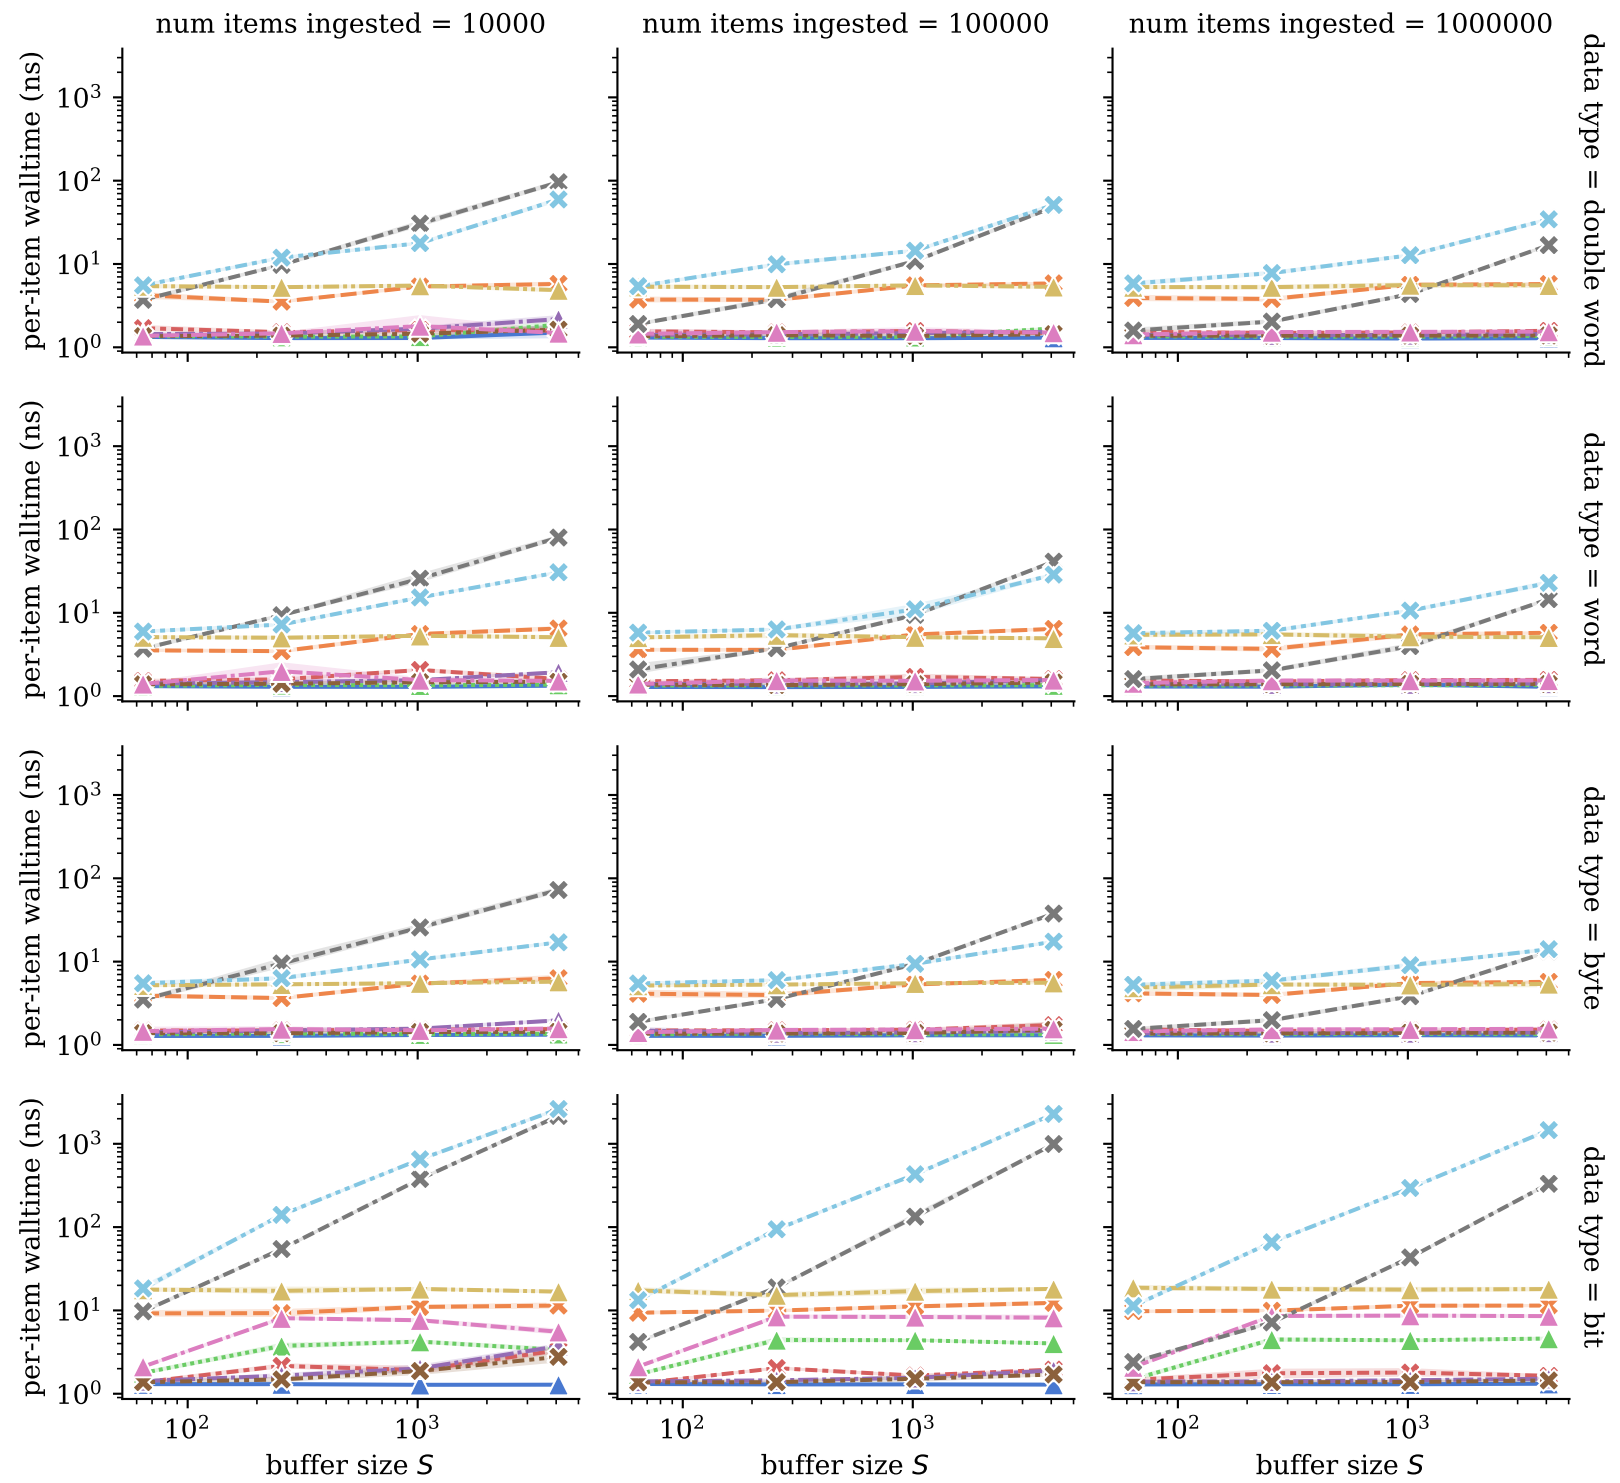 num items ingested = 10000
num items ingested = 100000
num items ingested = 1000000
per-item walltime (ns)
10³
10²
10¹
10⁰
data type = double word
per-item walltime (ns)
10³
10²
10¹
10⁰
data type = word
per-item walltime (ns)
10³
10²
10¹
10⁰
data type = byte
per-item walltime (ns)
10³
10²
10¹
10⁰
data type = bit
10² 10³
10² 10³
10² 10³
buffer size S
buffer size S
buffer size S